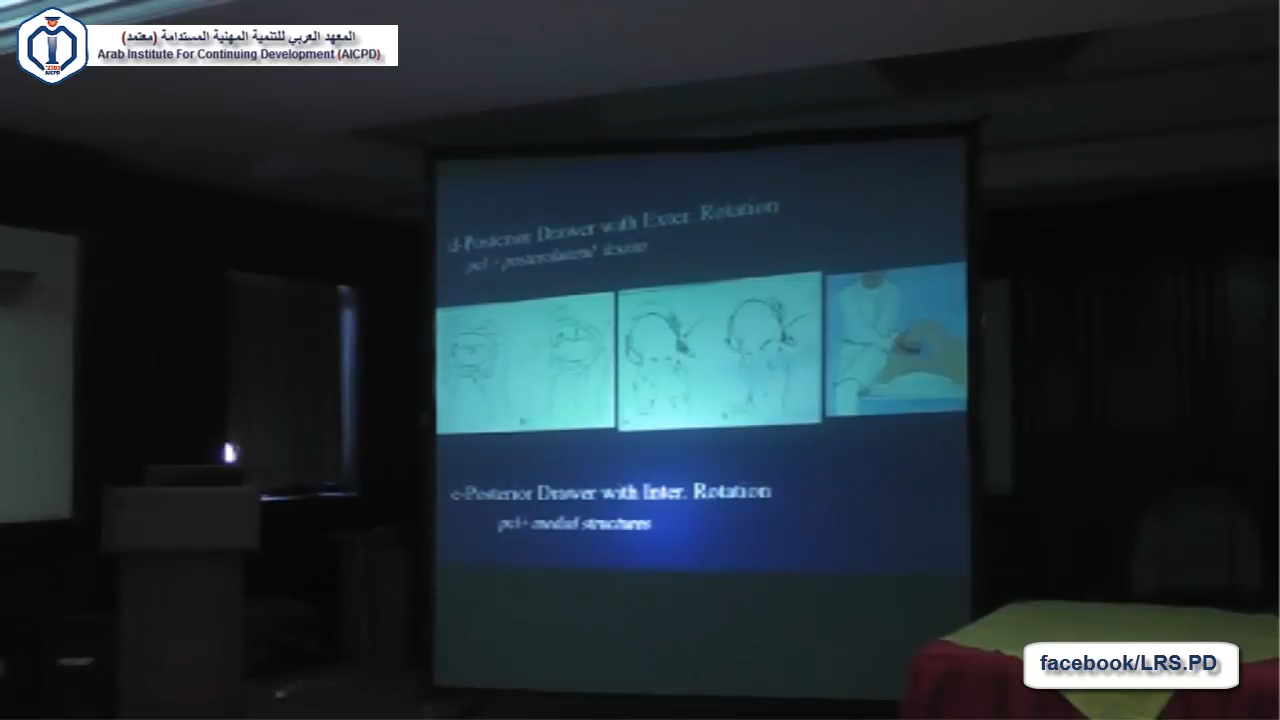 المعهد العربي للتنمية المهنية المستدامة (معتمد)
Arab Institute For Continuing Development (AICPD)
AICPD
d-Posterior Drawer with Exter. Rotation
pcl + posterolateral lesion
e-Posterior Drawer with Inter. Rotation
pcl+ medial structures
facebook/LRS.PD